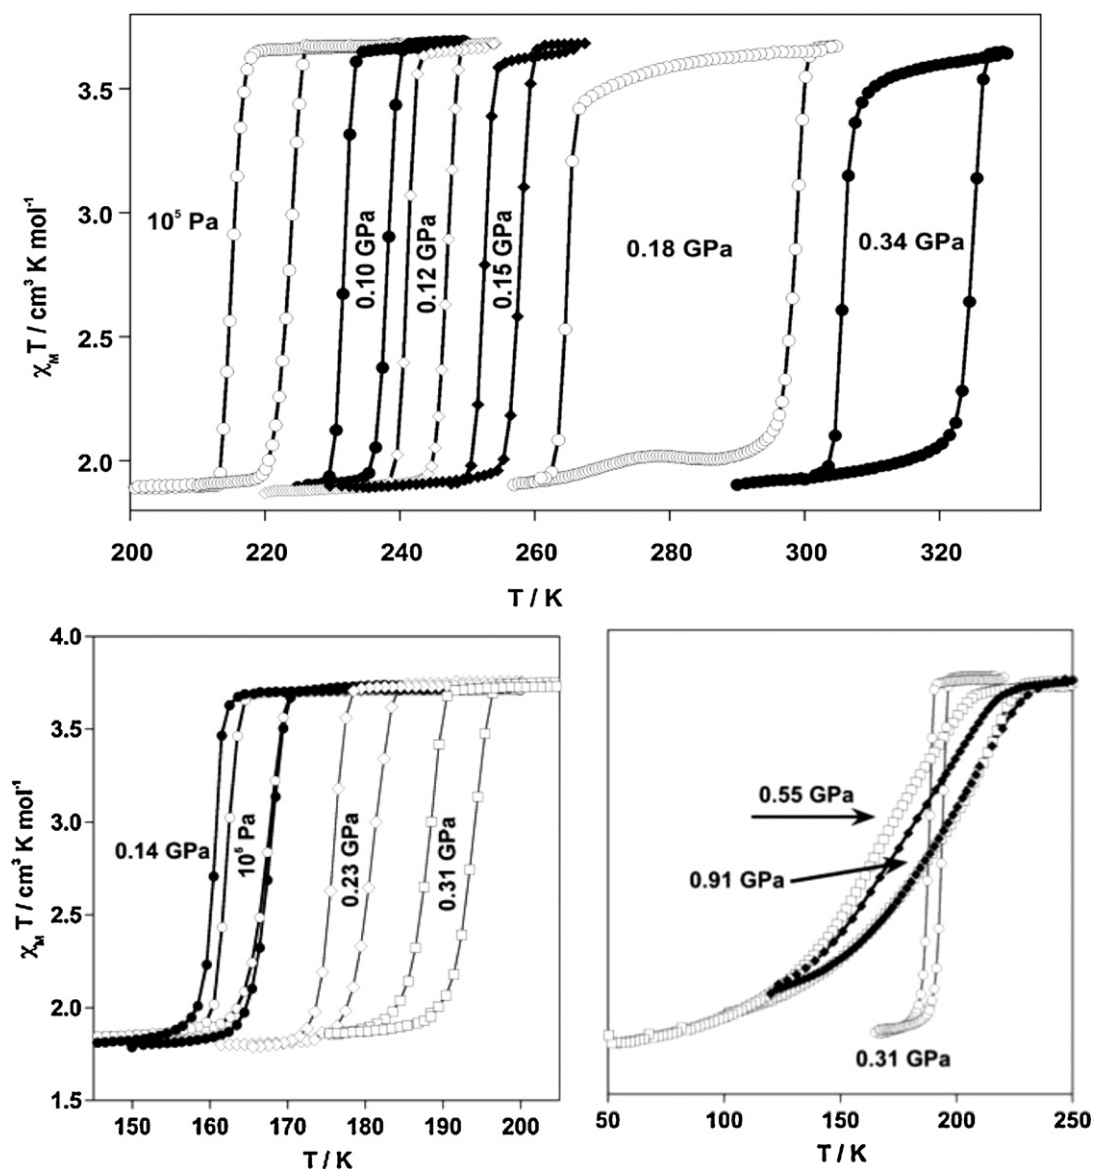 3.5
3.0
2.5
2.0
χM T / cm³ K mol⁻¹
10⁵ Pa
0.10 GPa
0.12 GPa
0.15 GPa
0.18 GPa
0.34 GPa
200 220 240 260 280 300 320
T / K
4.0
3.5
3.0
2.5
2.0
1.5
χM T / cm³ K mol⁻¹
0.14 GPa
10⁵ Pa
0.23 GPa
0.31 GPa
150 160 170 180 190 200
T / K
0.55 GPa
0.91 GPa
0.31 GPa
50 100 150 200 250
T / K